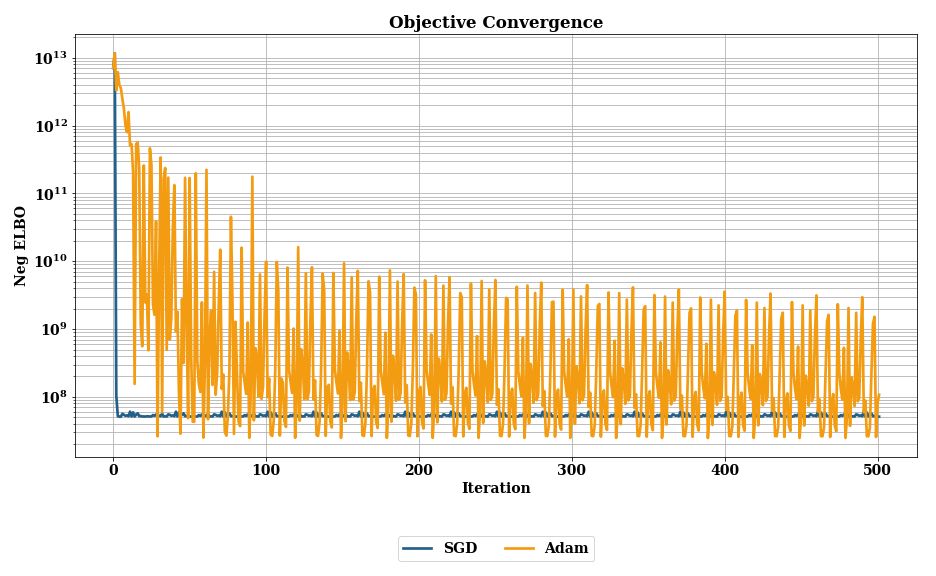 Objective Convergence
10¹³
10¹²
10¹¹
10¹⁰
10⁹
10⁸
Neg ELBO
0 100 200 300 400 500
Iteration
SGD Adam